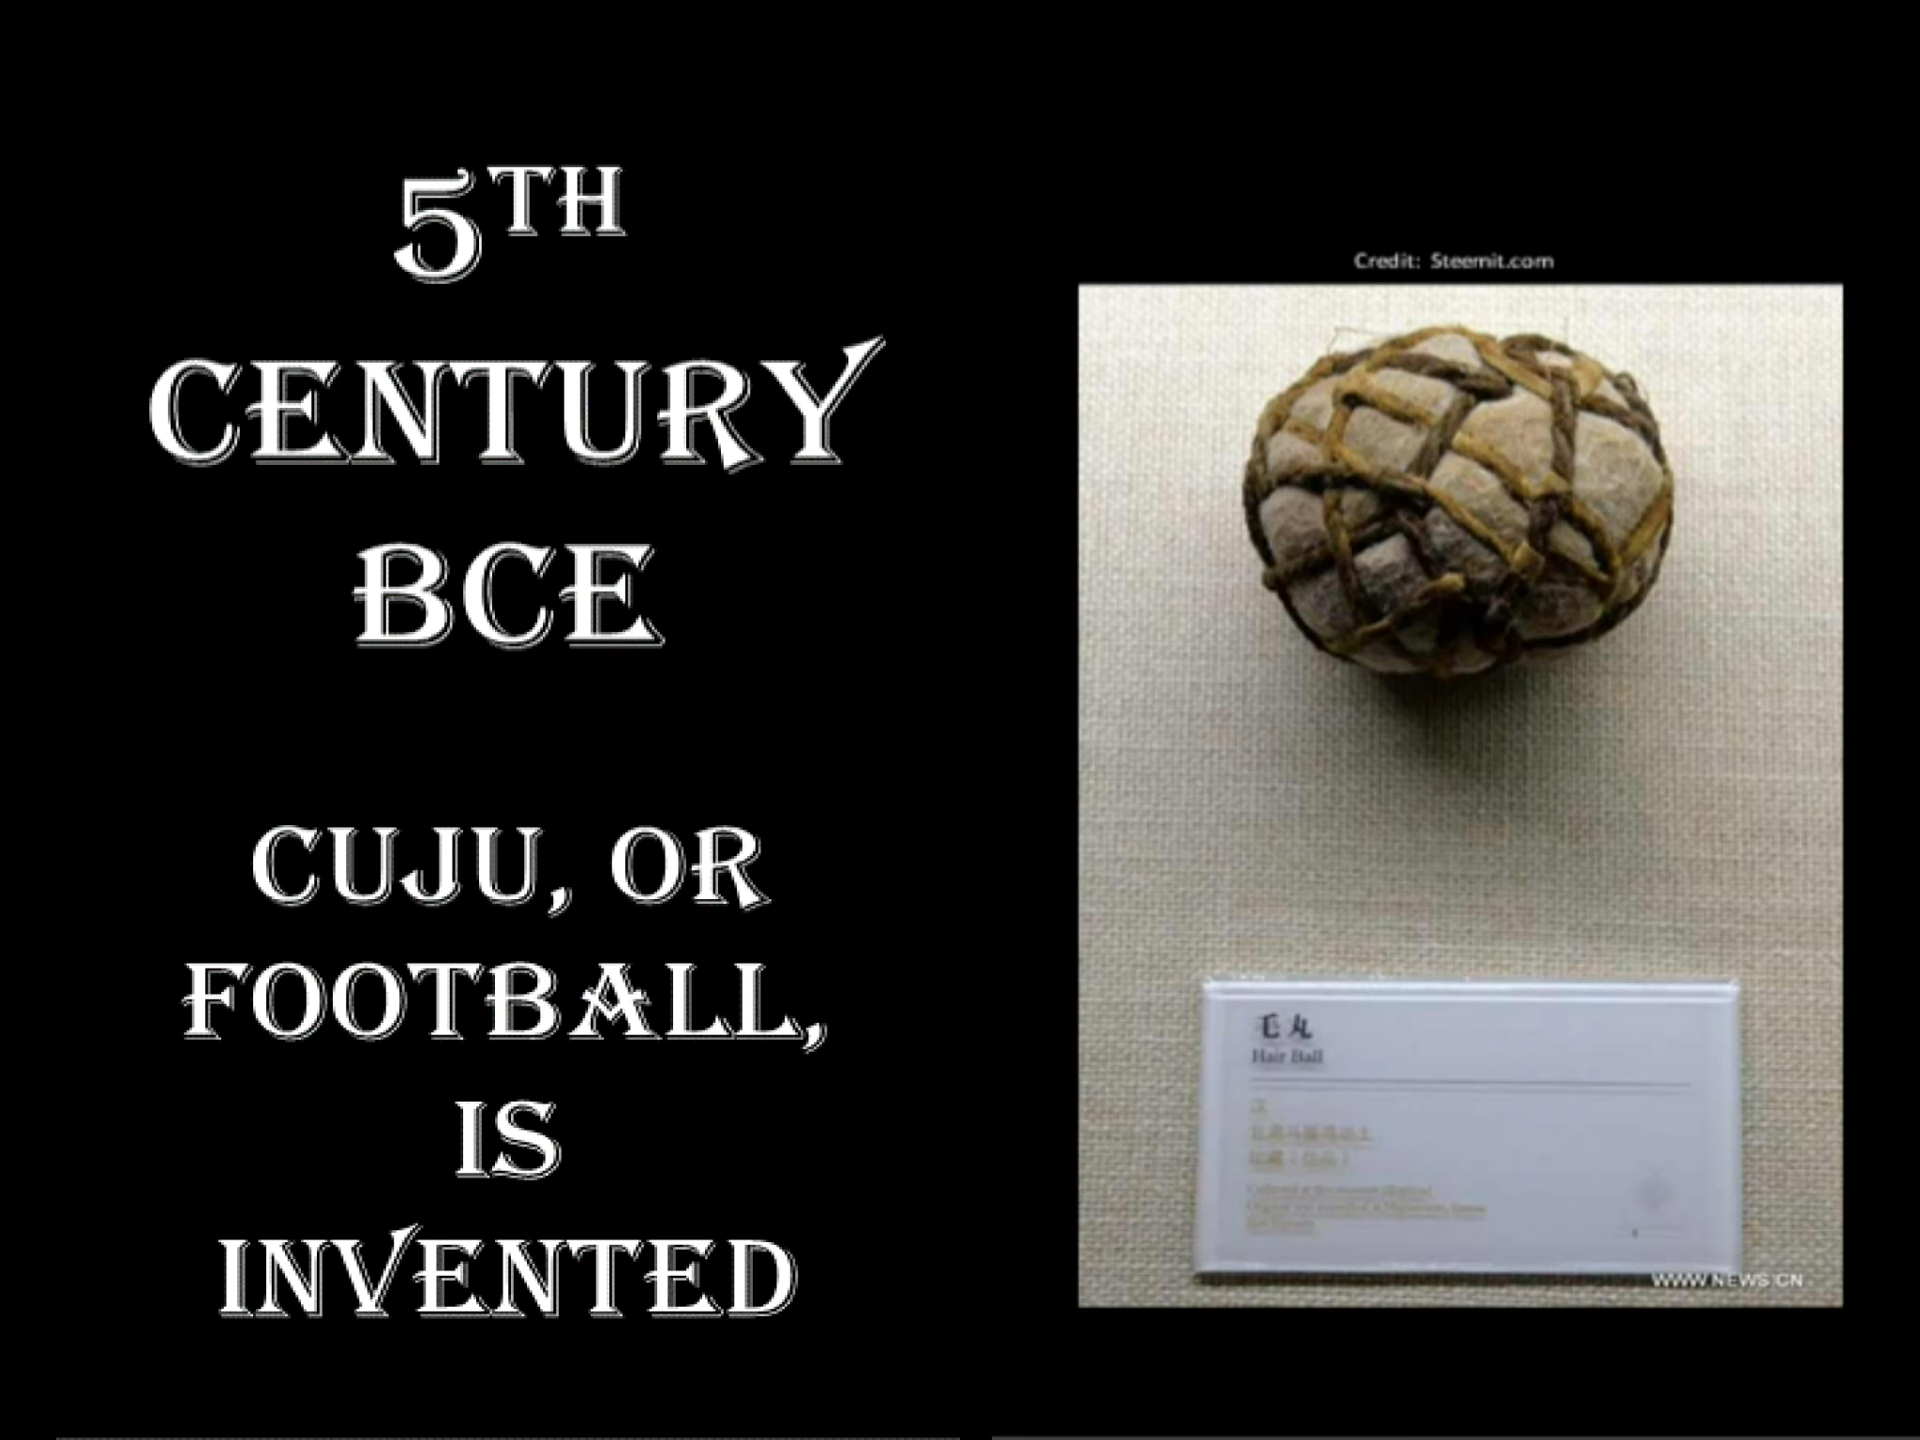 5TH
CENTURY
BCE
CUJU, OR
FOOTBALL,
IS
INVENTED
Credit: Steemit.com
毛丸
Hair Ball
WWW.NEWS.CN